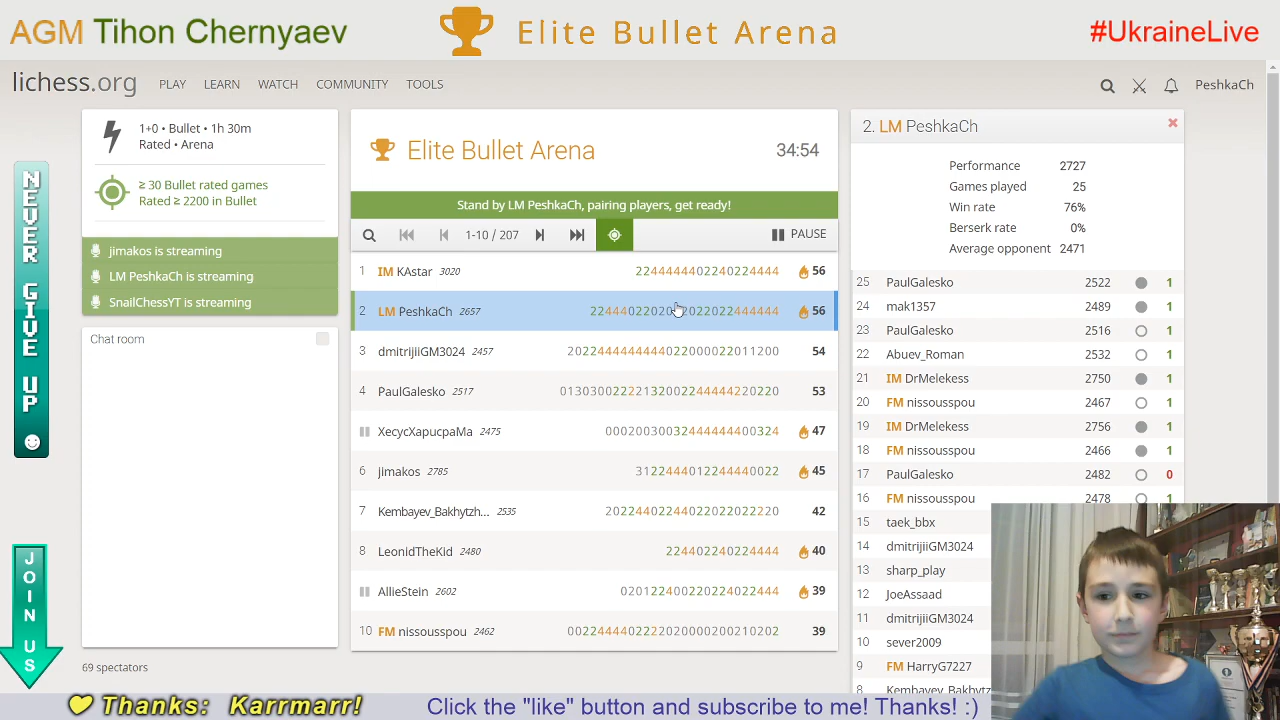 AGM Tihon Chernyaev
Elite Bullet Arena
#UkraineLive
lichess.org
PLAY LEARN WATCH COMMUNITY TOOLS
PeshkaCh
1+0 • Bullet • 1h 30m
Rated • Arena
≥ 30 Bullet rated games
Rated ≥ 2200 in Bullet
jimakos is streaming
LM PeshkaCh is streaming
SnailChessYT is streaming
Chat room
69 spectators
NEVER GIVE UP
JOIN US
Elite Bullet Arena 34:54
Stand by LM PeshkaCh, pairing players, get ready!
1-10 / 207 PAUSE
1 IM KAstar 3020 2244444402240224444 56
2 LM PeshkaCh 2657 56
3 dmitrijiiGM3024 2457 54
4 PaulGalesko 2517 53
XecycXapucpaMa 2475 47
6 jimakos 2785 45
7 Kembayev_Bakhytzh... 2535 42
8 LeonidTheKid 2480 2244022440224444 40
AllieStein 2602 39
10 FM nissousspou 2462 39
2. LM PeshkaCh
Performance 2727
Games played 25
Win rate 76%
Berserk rate 0%
Average opponent 2471
25 PaulGalesko 2522 1
24 mak1357 2489 1
23 PaulGalesko 2516 1
22 Abuev_Roman 2532 1
21 IM DrMelekess 2750 1
20 FM nissousspou 2467 1
19 IM DrMelekess 2756 1
18 FM nissousspou 2466 1
17 PaulGalesko 2482 0
16 FM nissousspou 2478 1
15 taek_bbx
14 dmitrijiiGM3024
13 sharp_play
12 JoeAssaad
11 dmitrijiiGM3024
10 sever2009
9 FM HarryG7227
8 Kembayev_Bakhytz
Thanks: Karrmarr!
Click the "like" button and subscribe to me! Thanks! :)